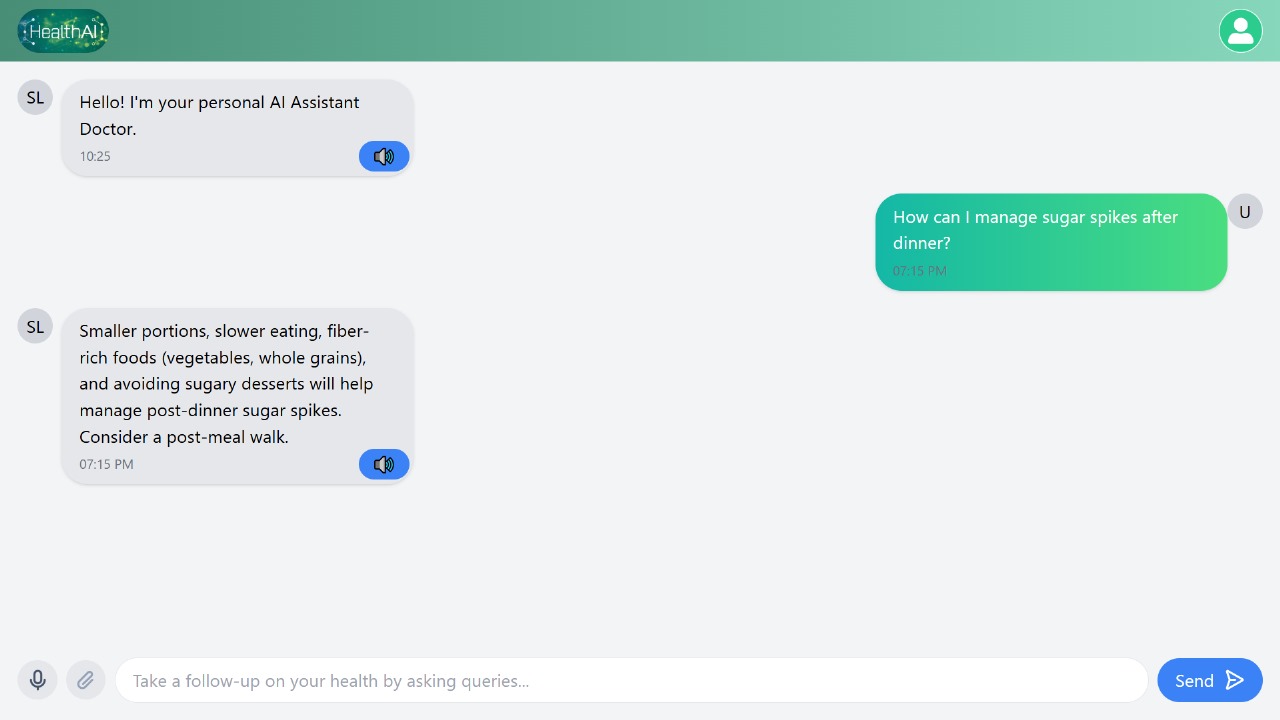 HealthAI
SL
Hello! I'm your personal AI Assistant
Doctor.
10:25
How can I manage sugar spikes after
dinner?
07:15 PM
U
SL
Smaller portions, slower eating, fiber-
rich foods (vegetables, whole grains),
and avoiding sugary desserts will help
manage post-dinner sugar spikes.
Consider a post-meal walk.
07:15 PM
Take a follow-up on your health by asking queries...
Send